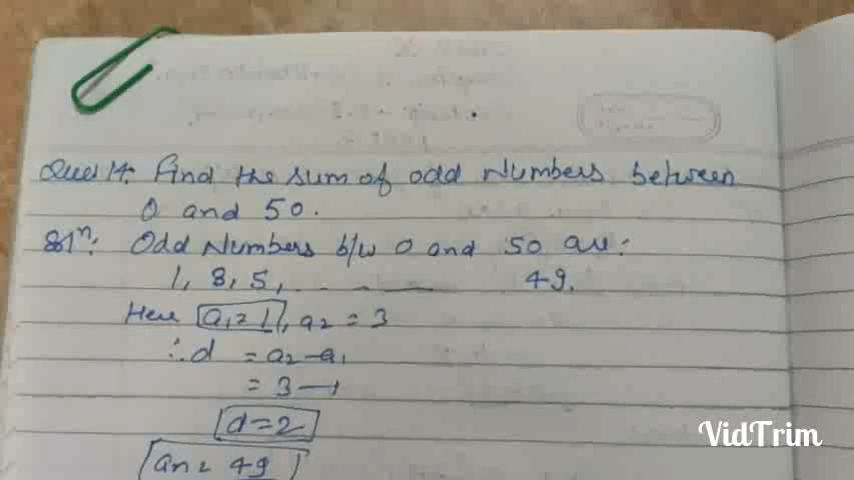 Ques 14: Find the sum of odd Numbers between
0 and 50.
Solⁿ: Odd Numbers b/w 0 and 50 are:
1, 3, 5, ... — 49.
Here a₁ = 1, a₂ = 3
∴ d = a₂ - a₁
= 3 - 1
d = 2
an = 49
VidTrim